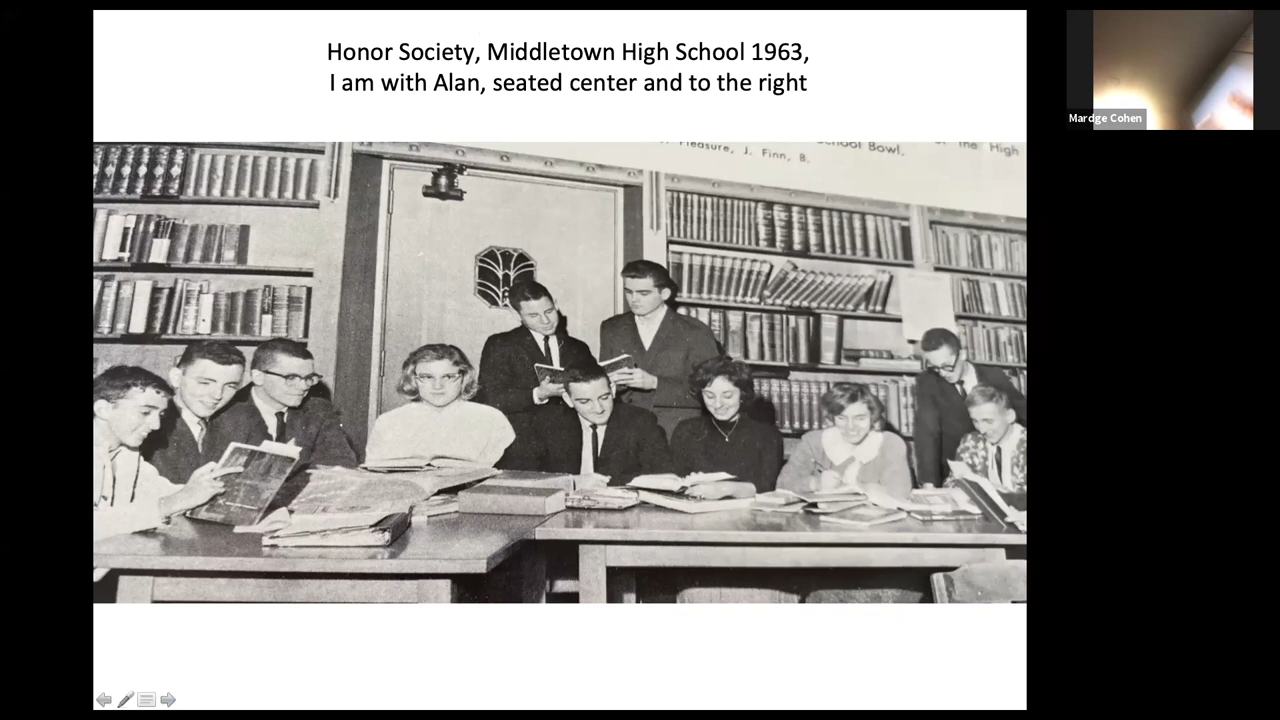 Honor Society, Middletown High School 1963,
I am with Alan, seated center and to the right
School Bowl.
the High
Pleasure, J. Finn, B.
Mardge Cohen